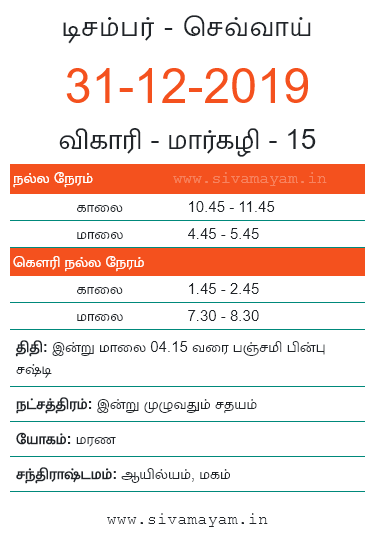 டிசம்பர் - செவ்வாய்
31-12-2019
விகாரி - மார்கழி - 15
நல்ல நேரம் www.sivamayam.in
காலை 10.45 - 11.45
மாலை 4.45 - 5.45
கௌரி நல்ல நேரம்
காலை 1.45 - 2.45
மாலை 7.30 - 8.30
திதி: இன்று மாலை 04.15 வரை பஞ்சமி பின்பு
சஷ்டி
நட்சத்திரம்: இன்று முழுவதும் சதயம்
யோகம்: மரண
சந்திராஷ்டமம்: ஆயில்யம், மகம்
www.sivamayam.in